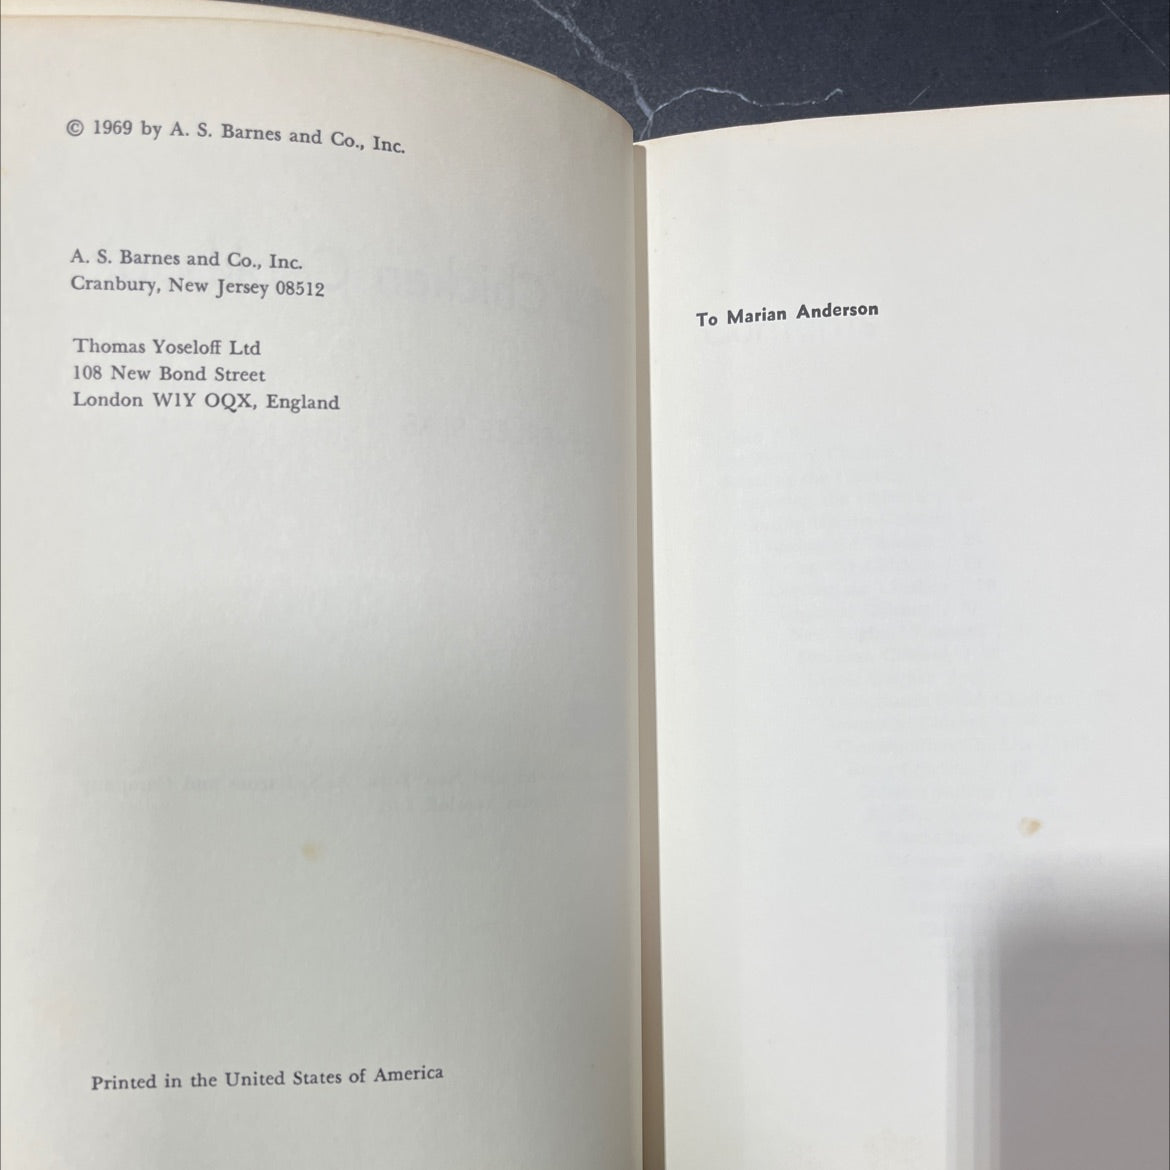 © 1969 by A. S. Barnes and Co., Inc.
A. S. Barnes and Co., Inc.
Cranbury, New Jersey 08512
Thomas Yoseloff Ltd
108 New Bond Street
London W1Y OQX, England
Printed in the United States of America
To Marian Anderson